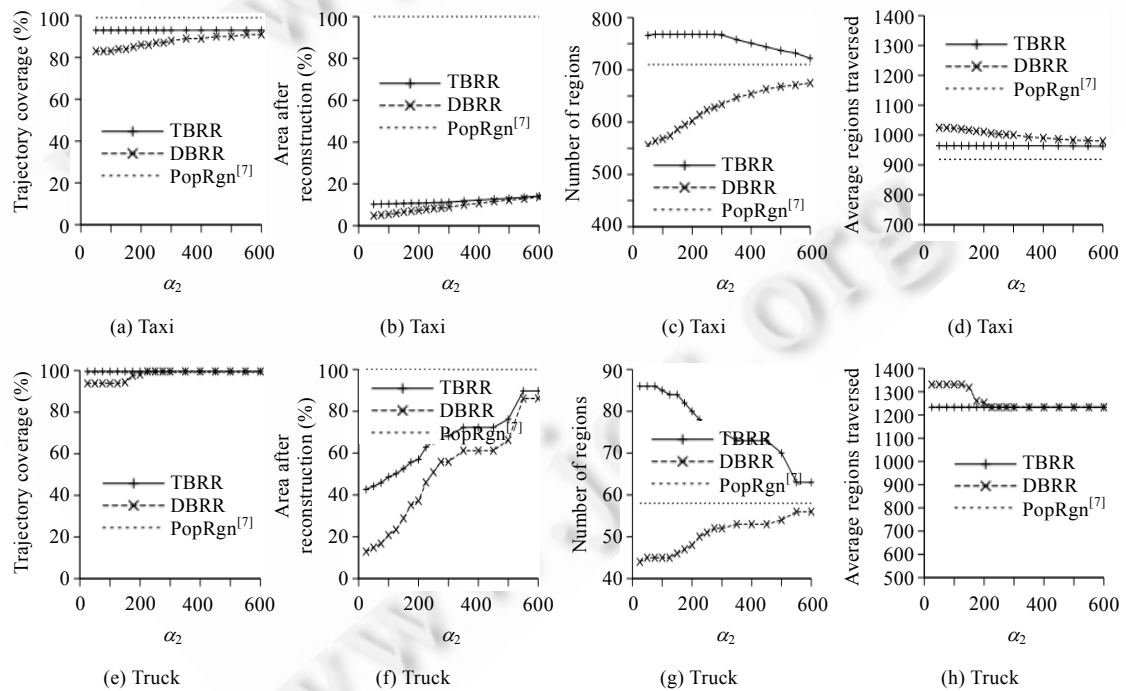 Trajectory coverage (%)
100
80
60
40
20
0
TBRR
DBRR
PopRgn[7]
0 200 400 600
α2
(a) Taxi
Area after
reconstruction (%)
100
80
60
40
20
0
TBRR
DBRR
PopRgn[7]
0 200 400 600
α2
(b) Taxi
Number of regions
800
700
600
500
400
TBRR
DBRR
PopRgn[7]
0 200 400 600
α2
(c) Taxi
Average regions traversed
1400
1300
1200
1100
1000
900
800
700
TBRR
DBRR
PopRgn[7]
0 200 400 600
α2
(d) Taxi
Trajectory coverage (%)
100
80
60
40
20
0
TBRR
DBRR
PopRgn[7]
0 200 400 600
α2
(e) Truck
Area after
reconstruction (%)
100
80
60
40
20
0
TBRR
DBRR
PopRgn[7]
0 200 400 600
α2
(f) Truck
Number of regions
90
80
70
60
50
40
TBRR
DBRR
PopRgn[7]
0 200 400 600
α2
(g) Truck
Average regions traversed
1400
1300
1200
1100
1000
900
800
700
600
500
TBRR
DBRR
PopRgn[7]
0 200 400 600
α2
(h) Truck